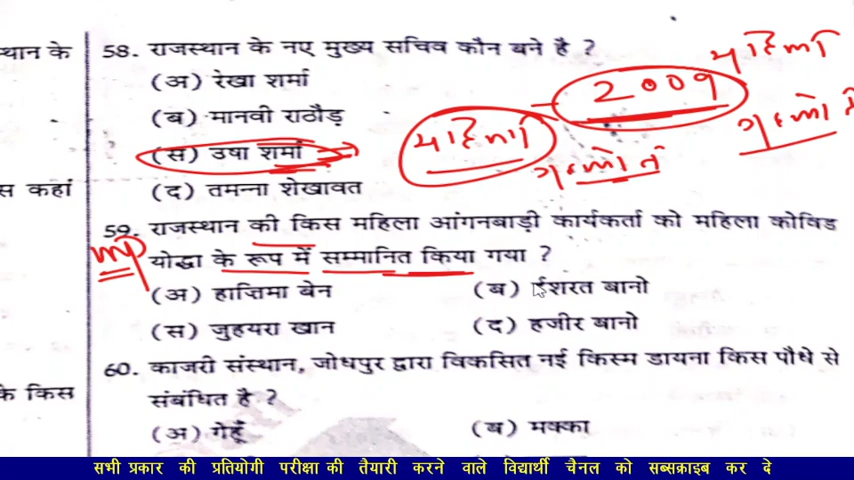 स्थान के
58. राजस्थान के नए मुख्य सचिव कौन बने है ?
(अ) रेखा शर्मा
(ब) मानवी राठौड़
(स) उषा शर्मा
स कहां
(द) तमन्ना शेखावत
2009
59. राजस्थान की किस महिला आंगनबाड़ी कार्यकर्ता को महिला कोविड
योद्धा के रूप में सम्मानित किया गया ?
(अ) हाप्तिमा बेन (ब) ईशरत बानो
(स) जुहयरा खान (द) हजीर बानो
60. काजरी संस्थान, जोधपुर द्वारा विकसित नई किस्म डायना किस पौधे से
के किस
संबंधित है ?
(अ) गेहूँ (ब) मक्का
सभी प्रकार की प्रतियोगी परीक्षा की तैयारी करने वाले विद्यार्थी चैनल को सब्सक्राइब कर दे